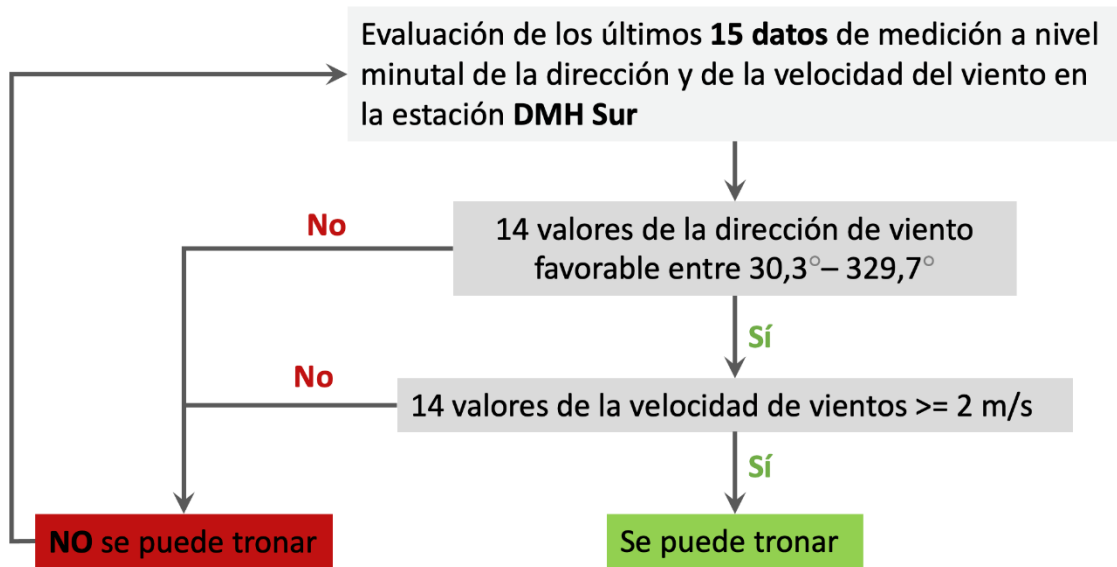 Evaluación de los últimos 15 datos de medición a nivel
minutal de la dirección y de la velocidad del viento en
la estación DMH Sur
No
14 valores de la dirección de viento
favorable entre 30,3°– 329,7°
Sí
No
14 valores de la velocidad de vientos >= 2 m/s
Sí
NO se puede tronar
Se puede tronar